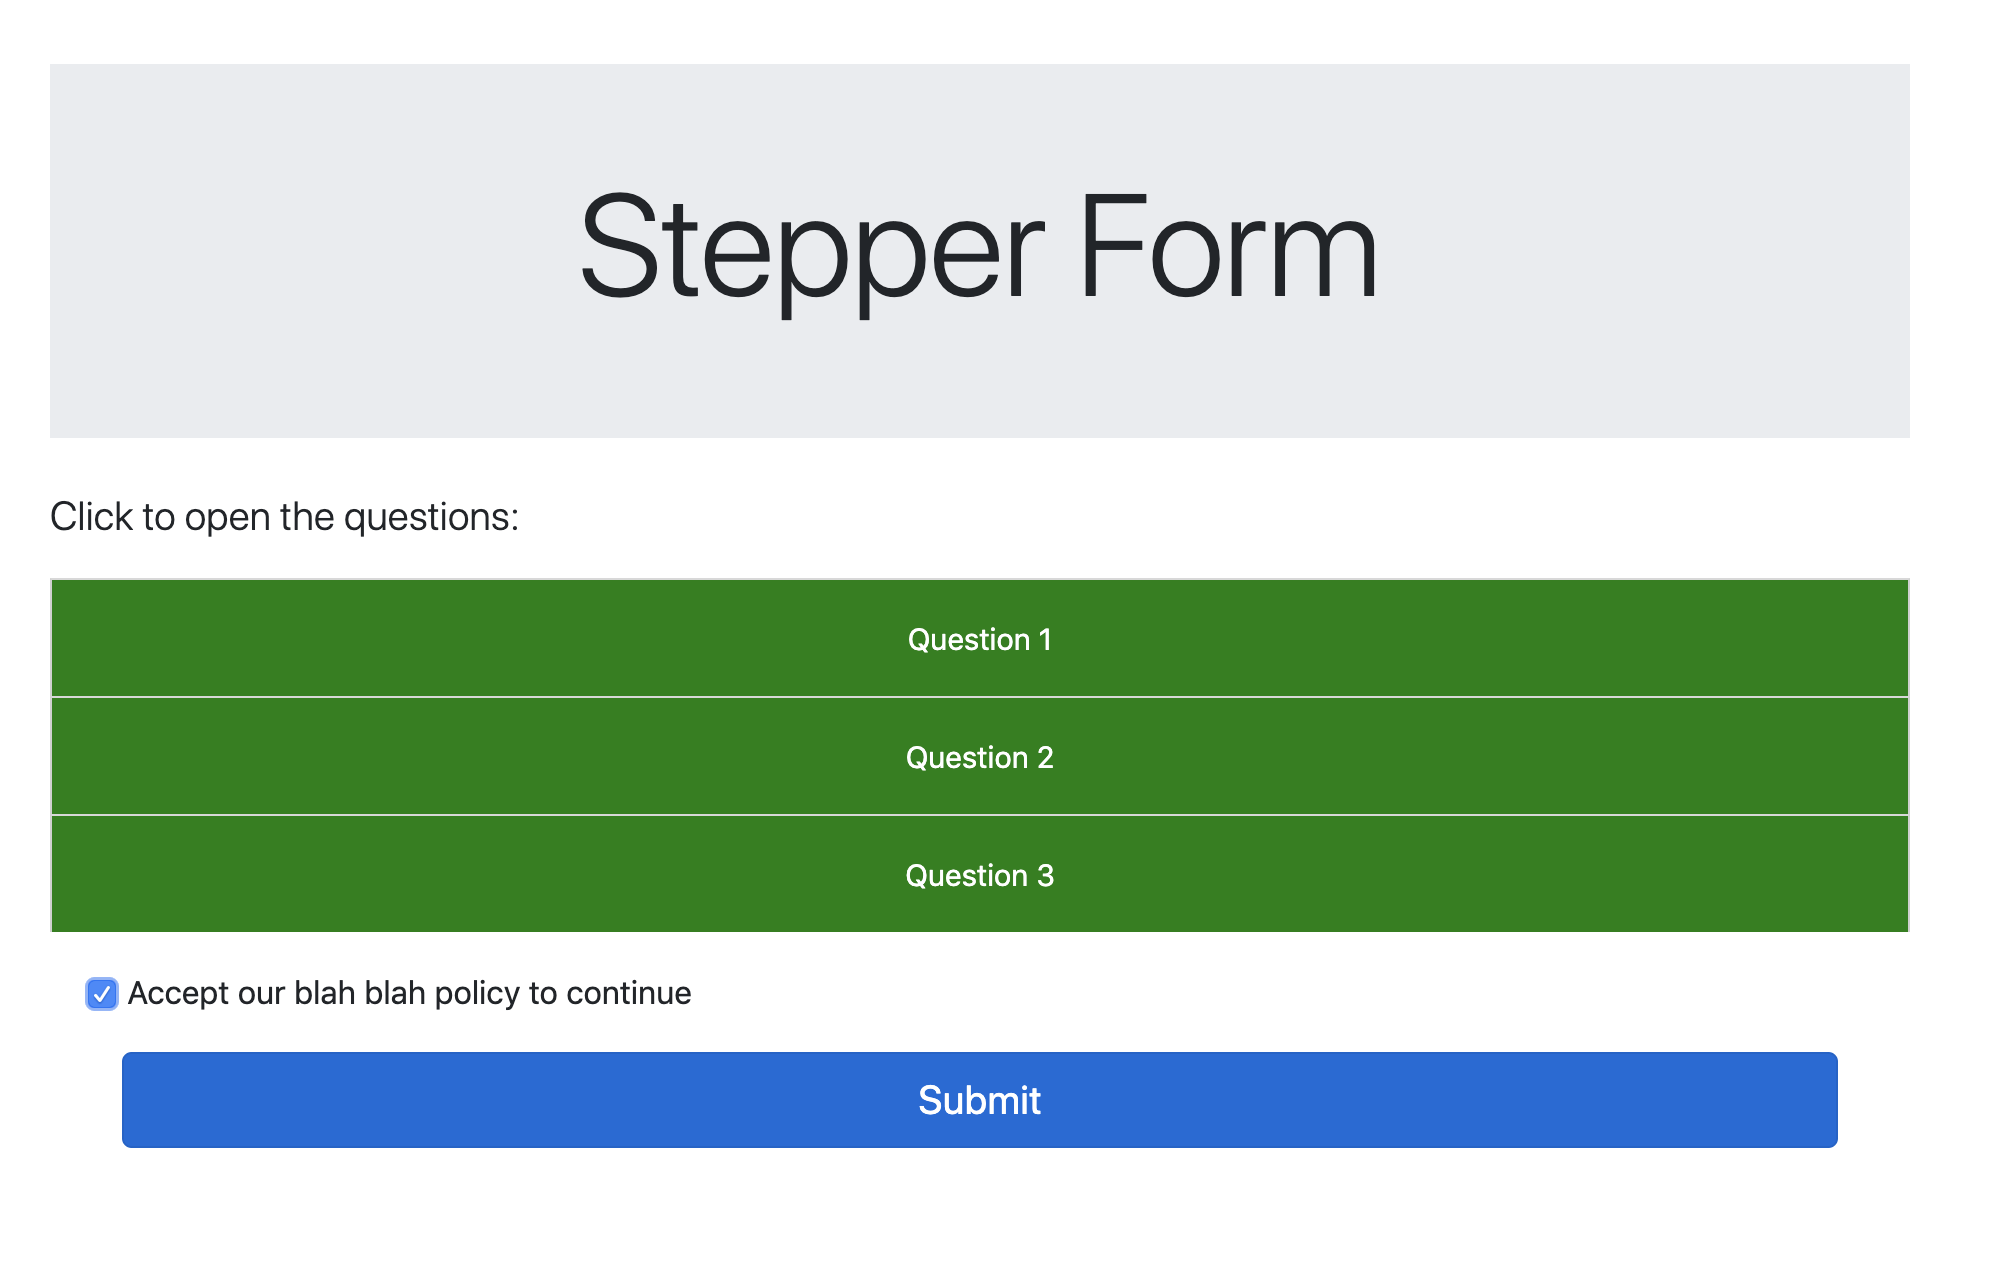 Stepper Form
Click to open the questions:
Question 1
Question 2
Question 3
Accept our blah blah policy to continue
Submit